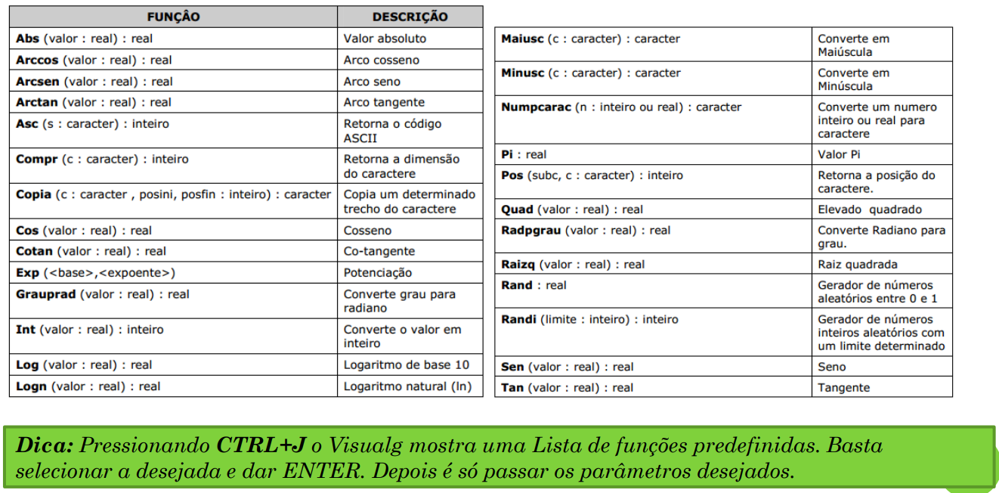 FUNÇÂO DESCRIÇÃO
Abs (valor : real) : real Valor absoluto
Arccos (valor : real) : real Arco cosseno
Arcsen (valor : real) : real Arco seno
Arctan (valor : real) : real Arco tangente
Asc (s : caracter) : inteiro Retorna o código
ASCII
Compr (c : caracter) : inteiro Retorna a dimensão
do caractere
Copia (c : caracter , posini, posfin : inteiro) : caracter Copia um determinado
trecho do caractere
Cos (valor : real) : real Cosseno
Cotan (valor : real) : real Co-tangente
Exp (<base>,<expoente>) Potenciação
Grauprad (valor : real) : real Converte grau para
radiano
Int (valor : real) : inteiro Converte o valor em
inteiro
Log (valor : real) : real Logaritmo de base 10
Logn (valor : real) : real Logaritmo natural (ln)
Maiusc (c : caracter) : caracter Converte em
Maiúscula
Minusc (c : caracter) : caracter Converte em
Minúscula
Numpcarac (n : inteiro ou real) : caracter Converte um numero
inteiro ou real para
caractere
Pi : real Valor Pi
Pos (subc, c : caracter) : inteiro Retorna a posição do
caractere.
Quad (valor : real) : real Elevado quadrado
Radpgrau (valor : real) : real Converte Radiano para
grau.
Raizq (valor : real) : real Raiz quadrada
Rand : real Gerador de números
aleatórios entre 0 e 1
Randi (limite : inteiro) : inteiro Gerador de números
inteiros aleatórios com
um limite determinado
Sen (valor : real) : real Seno
Tan (valor : real) : real Tangente
Dica: Pressionando CTRL+J o Visualg mostra uma Lista de funções predefinidas. Basta
selecionar a desejada e dar ENTER. Depois é só passar os parâmetros desejados.